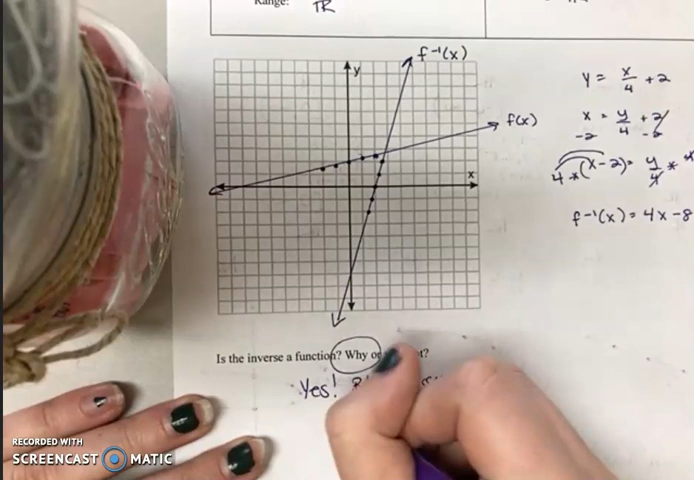 Range: ℝ
f⁻¹(x)
y
f(x)
x
y = x/4 + 2
x = y/4 + 2
-2 -2
4*(x-2) = y/4 *
f⁻¹(x) = 4x - 8
Is the inverse a function? Why or t?
Yes!
RECORDED WITH
SCREENCAST MATIC